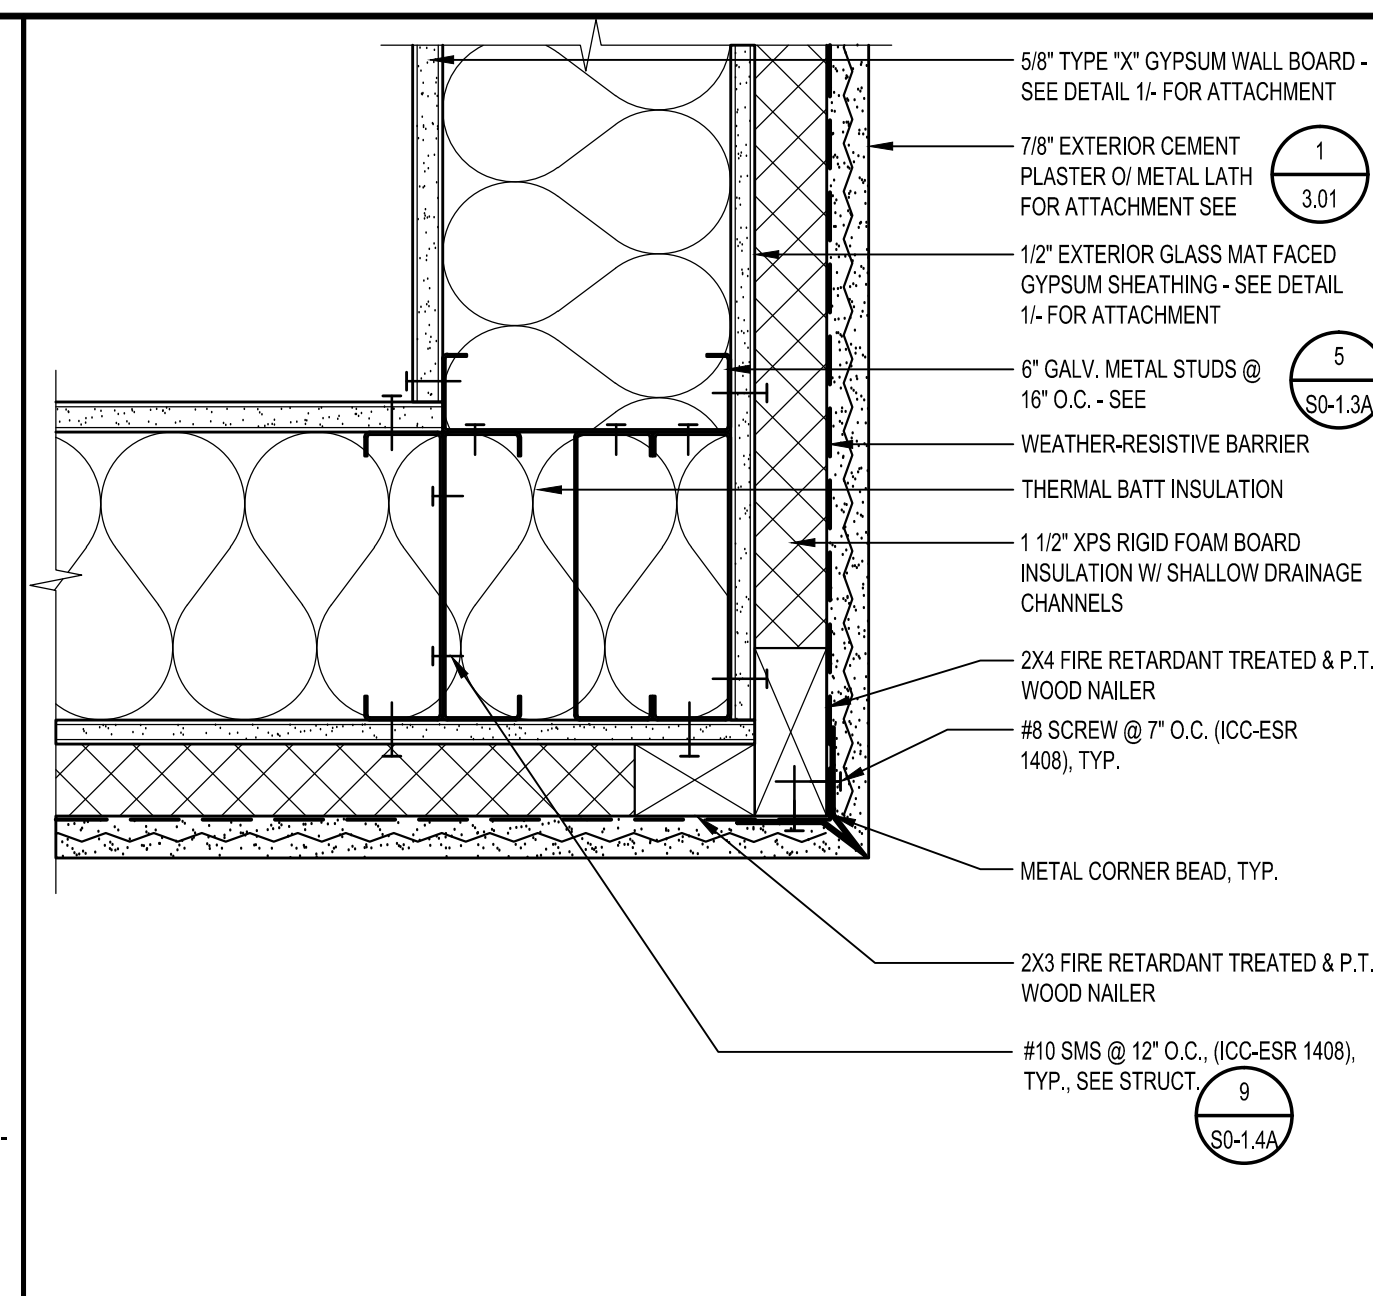 5/8" TYPE "X" GYPSUM WALL BOARD -
SEE DETAIL 1/- FOR ATTACHMENT
7/8" EXTERIOR CEMENT
PLASTER O/ METAL LATH
FOR ATTACHMENT SEE
1
3.01
1/2" EXTERIOR GLASS MAT FACED
GYPSUM SHEATHING - SEE DETAIL
1/- FOR ATTACHMENT
6" GALV. METAL STUDS @
16" O.C. - SEE
5
S0-1.3A
WEATHER-RESISTIVE BARRIER
THERMAL BATT INSULATION
1 1/2" XPS RIGID FOAM BOARD
INSULATION W/ SHALLOW DRAINAGE
CHANNELS
2X4 FIRE RETARDANT TREATED & P.T.
WOOD NAILER
#8 SCREW @ 7" O.C. (ICC-ESR
1408), TYP.
METAL CORNER BEAD, TYP.
2X3 FIRE RETARDANT TREATED & P.T.
WOOD NAILER
#10 SMS @ 12" O.C., (ICC-ESR 1408),
TYP., SEE STRUCT.
9
S0-1.4A
-